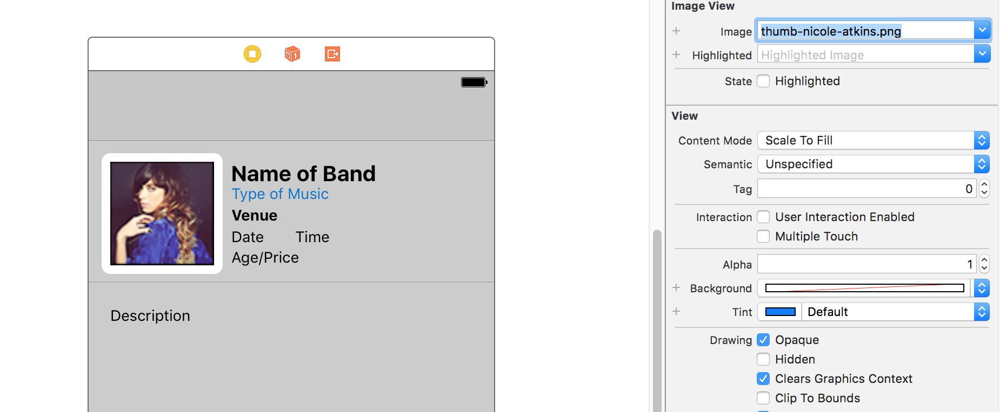 1
Name of Band
Type of Music
Venue
Date Time
Age/Price
Description
Image View
Image thumb-nicole-atkins.png
Highlighted Highlighted Image
State Highlighted
View
Content Mode Scale To Fill
Semantic Unspecified
Tag 0
Interaction User Interaction Enabled
Multiple Touch
Alpha 1
Background
Tint Default
Drawing Opaque
Hidden
Clears Graphics Context
Clip To Bounds